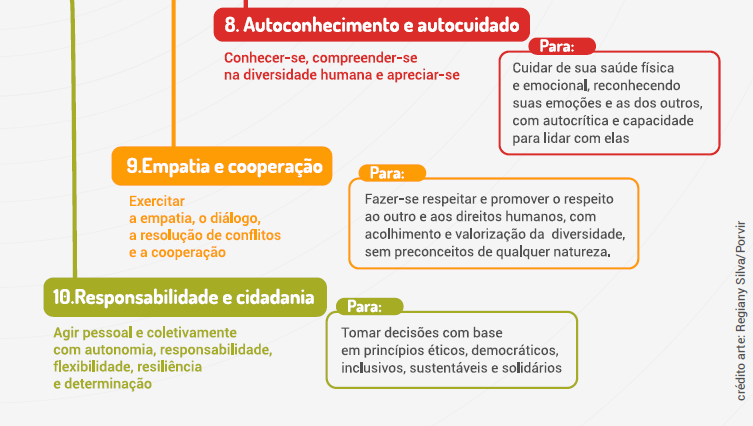 8. Autoconhecimento e autocuidado
Conhecer-se, compreender-se
na diversidade humana e apreciar-se
Para:
Cuidar de sua saúde física
e emocional, reconhecendo
suas emoções e as dos outros,
com autocrítica e capacidade
para lidar com elas
9.Empatia e cooperação
Exercitar
a empatia, o diálogo,
a resolução de conflitos
e a cooperação
Para:
Fazer-se respeitar e promover o respeito
ao outro e aos direitos humanos, com
acolhimento e valorização da diversidade,
sem preconceitos de qualquer natureza.
10.Responsabilidade e cidadania
Agir pessoal e coletivamente
com autonomia, responsabilidade,
flexibilidade, resiliência
e determinação
Para:
Tomar decisões com base
em princípios éticos, democráticos,
inclusivos, sustentáveis e solidários
crédito arte: Regiany Silva/Porvir